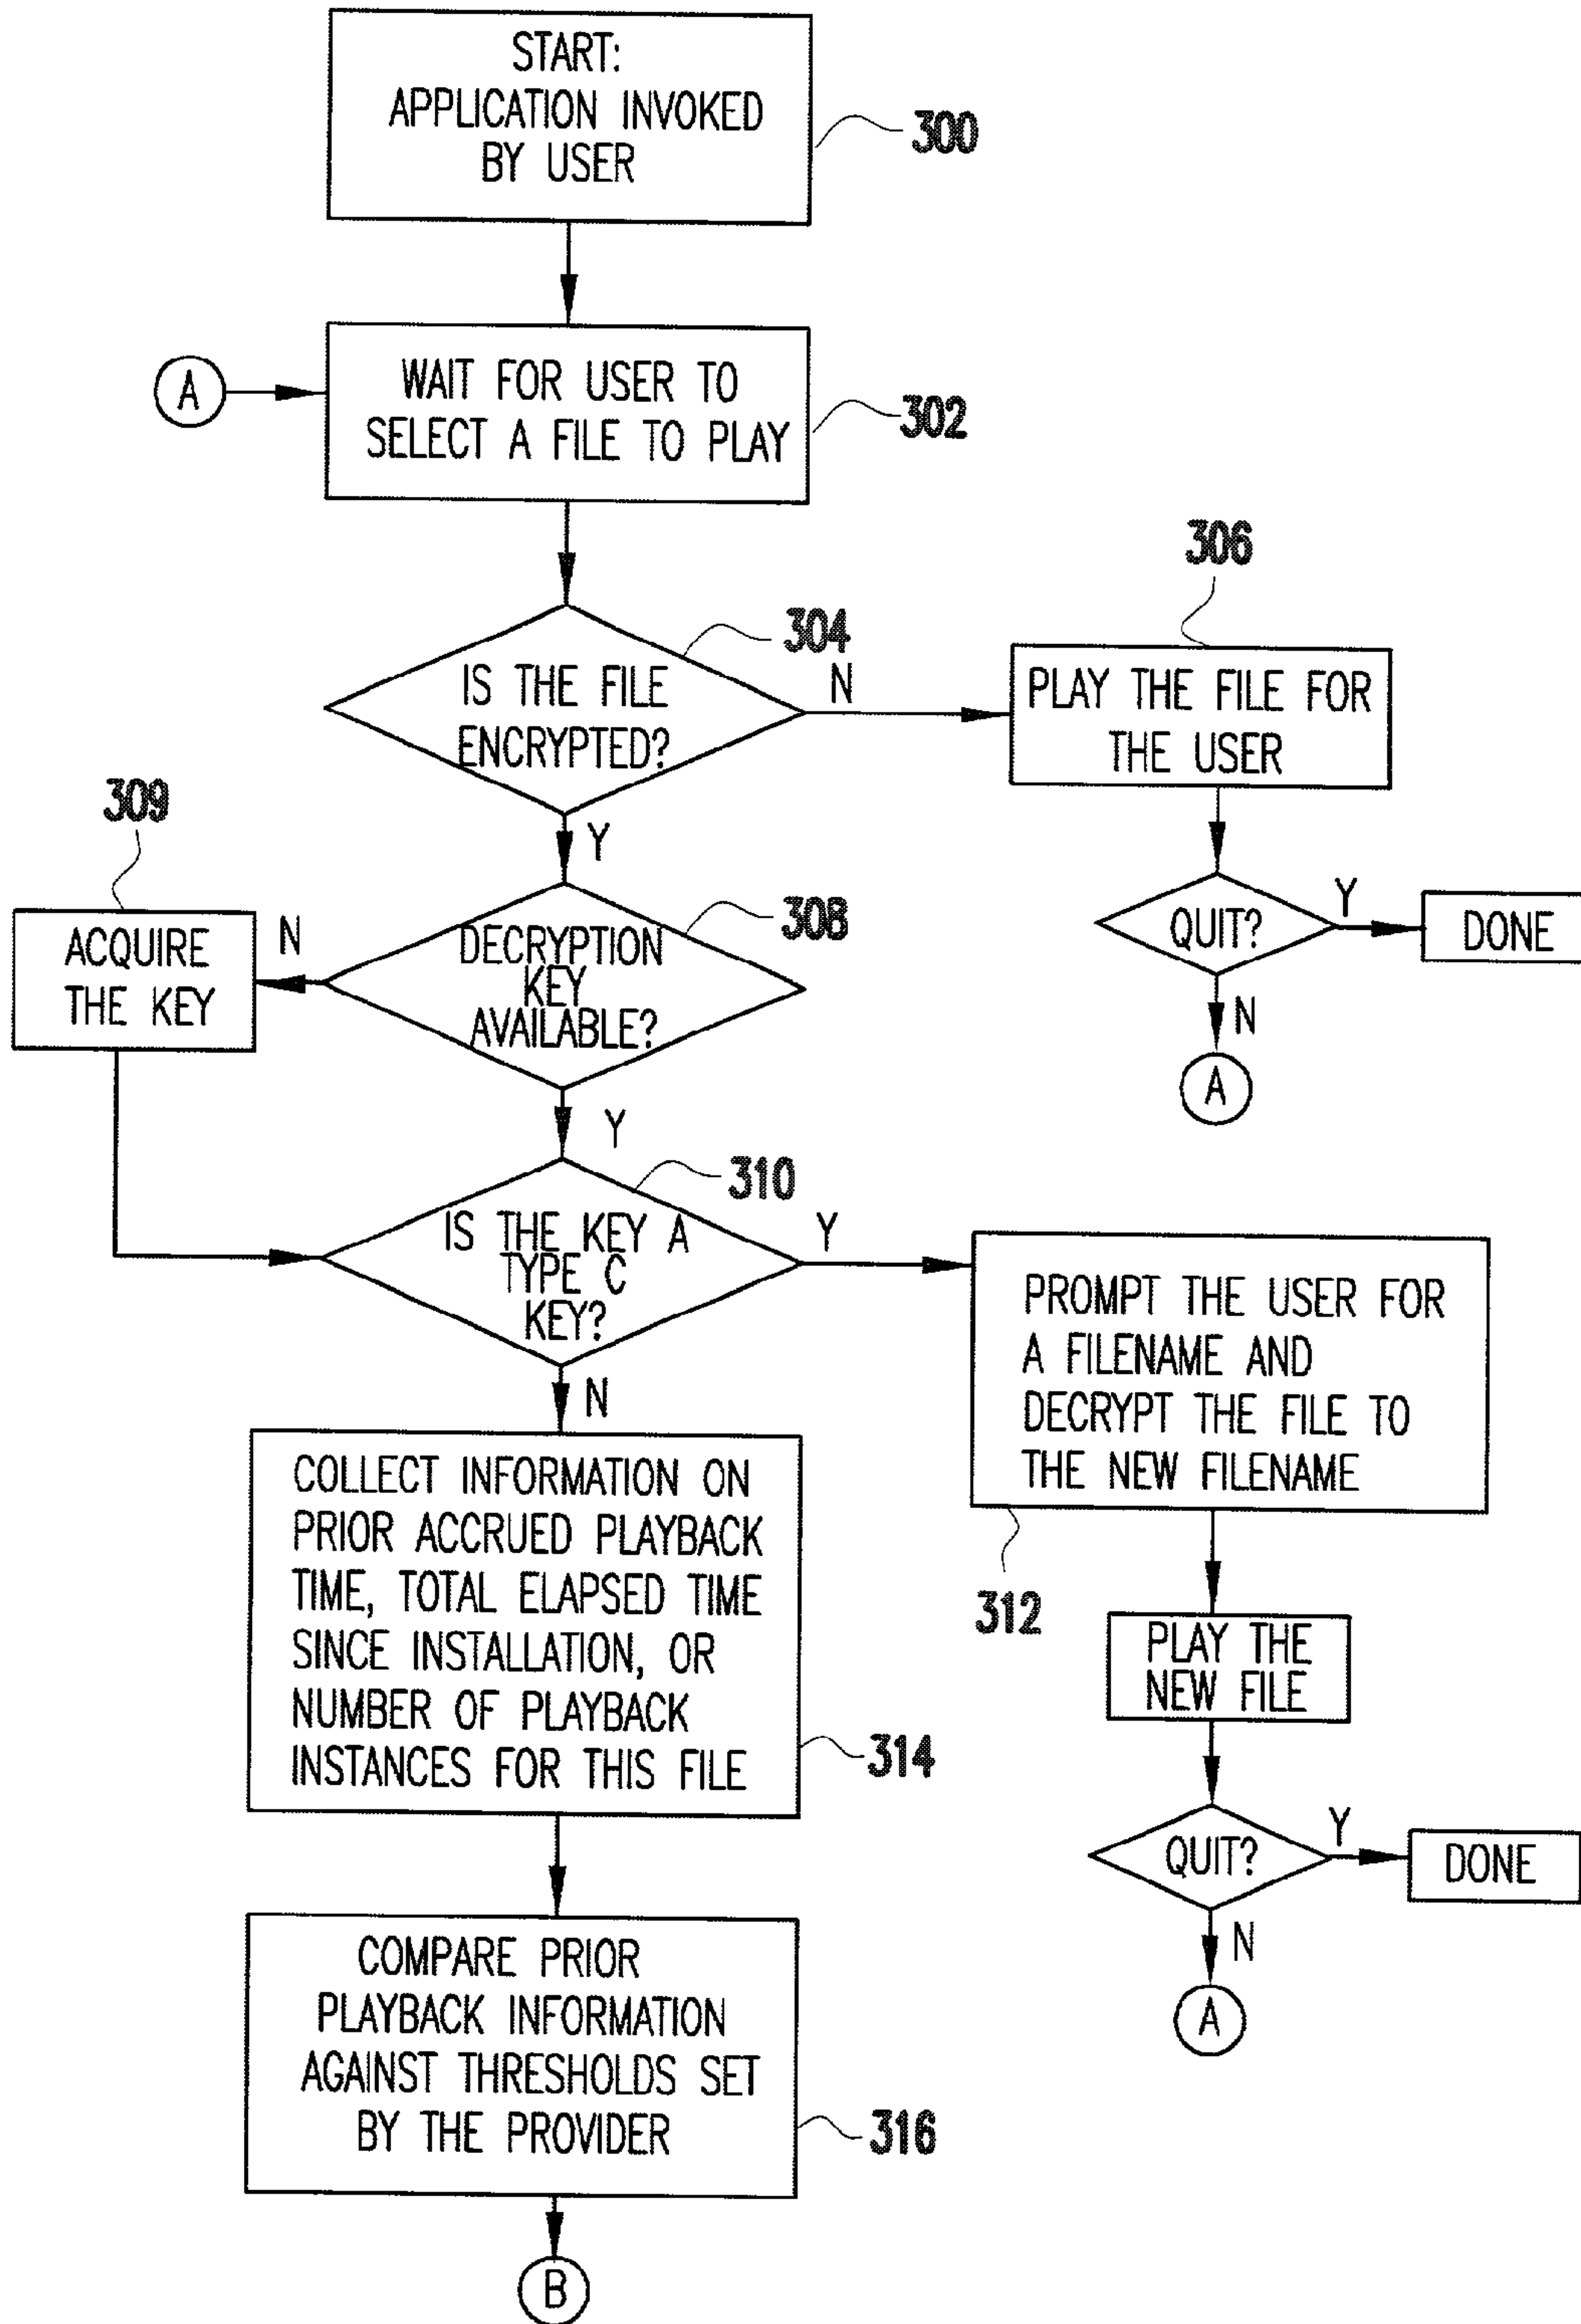 START:
APPLICATION INVOKED
BY USER
300
A
WAIT FOR USER TO
SELECT A FILE TO PLAY
302
304
IS THE FILE
ENCRYPTED?
N
306
PLAY THE FILE FOR
THE USER
QUIT?
Y
DONE
N
A
Y
309
ACQUIRE
THE KEY
N
308
DECRYPTION
KEY
AVAILABLE?
Y
310
IS THE KEY A
TYPE C
KEY?
Y
PROMPT THE USER FOR
A FILENAME AND
DECRYPT THE FILE TO
THE NEW FILENAME
312
PLAY THE
NEW FILE
QUIT?
Y
DONE
N
A
N
COLLECT INFORMATION ON
PRIOR ACCRUED PLAYBACK
TIME, TOTAL ELAPSED TIME
SINCE INSTALLATION, OR
NUMBER OF PLAYBACK
INSTANCES FOR THIS FILE
314
COMPARE PRIOR
PLAYBACK INFORMATION
AGAINST THRESHOLDS SET
BY THE PROVIDER
316
B